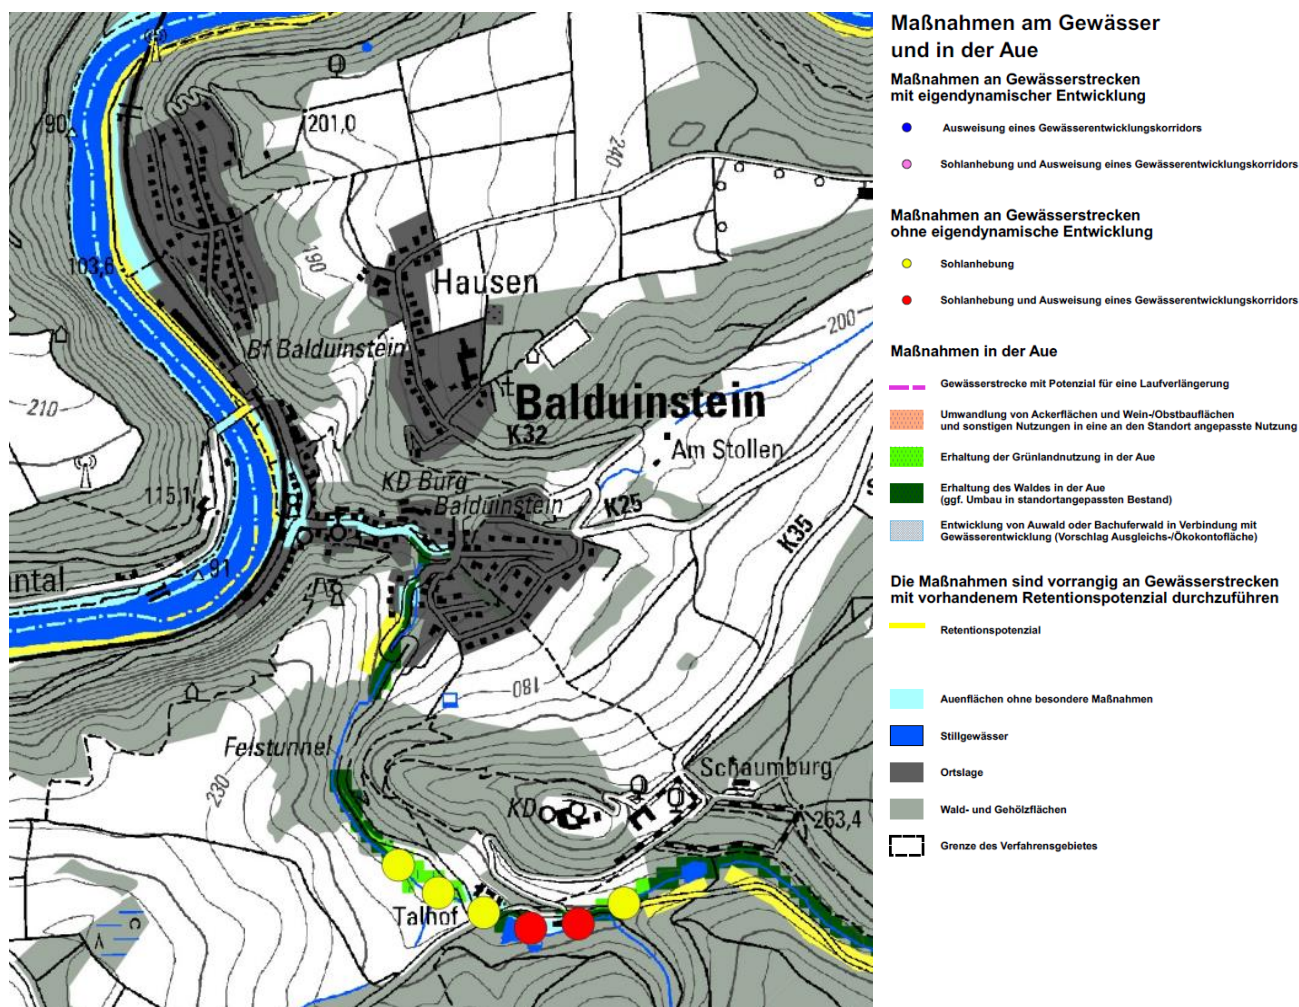 90
201,0
240
190
103,6
Hausen
200
Bf Balduinstein
210
Balduinstein
K32
Am Stollen
KD Burg
Balduinstein
K25
115,1
K35
91
ntal
180
Felstunnel
230
Schaumburg
KD
263,4
Talhof
Maßnahmen am Gewässer
und in der Aue
Maßnahmen an Gewässerstrecken
mit eigendynamischer Entwicklung
Ausweisung eines Gewässerentwicklungskorridors
Sohlanhebung und Ausweisung eines Gewässerentwicklungskorridors
Maßnahmen an Gewässerstrecken
ohne eigendynamische Entwicklung
Sohlanhebung
Sohlanhebung und Ausweisung eines Gewässerentwicklungskorridors
Maßnahmen in der Aue
Gewässerstrecke mit Potenzial für eine Laufverlängerung
Umwandlung von Ackerflächen und Wein-/Obstbauflächen
und sonstigen Nutzungen in eine an den Standort angepasste Nutzung
Erhaltung der Grünlandnutzung in der Aue
Erhaltung des Waldes in der Aue
(ggf. Umbau in standortangepassten Bestand)
Entwicklung von Auwald oder Bachuferwald in Verbindung mit
Gewässerentwicklung (Vorschlag Ausgleichs-/Ökokontofläche)
Die Maßnahmen sind vorrangig an Gewässerstrecken
mit vorhandenem Retentionspotenzial durchzuführen
Retentionspotenzial
Auenflächen ohne besondere Maßnahmen
Stillgewässer
Ortslage
Wald- und Gehölzflächen
Grenze des Verfahrensgebietes